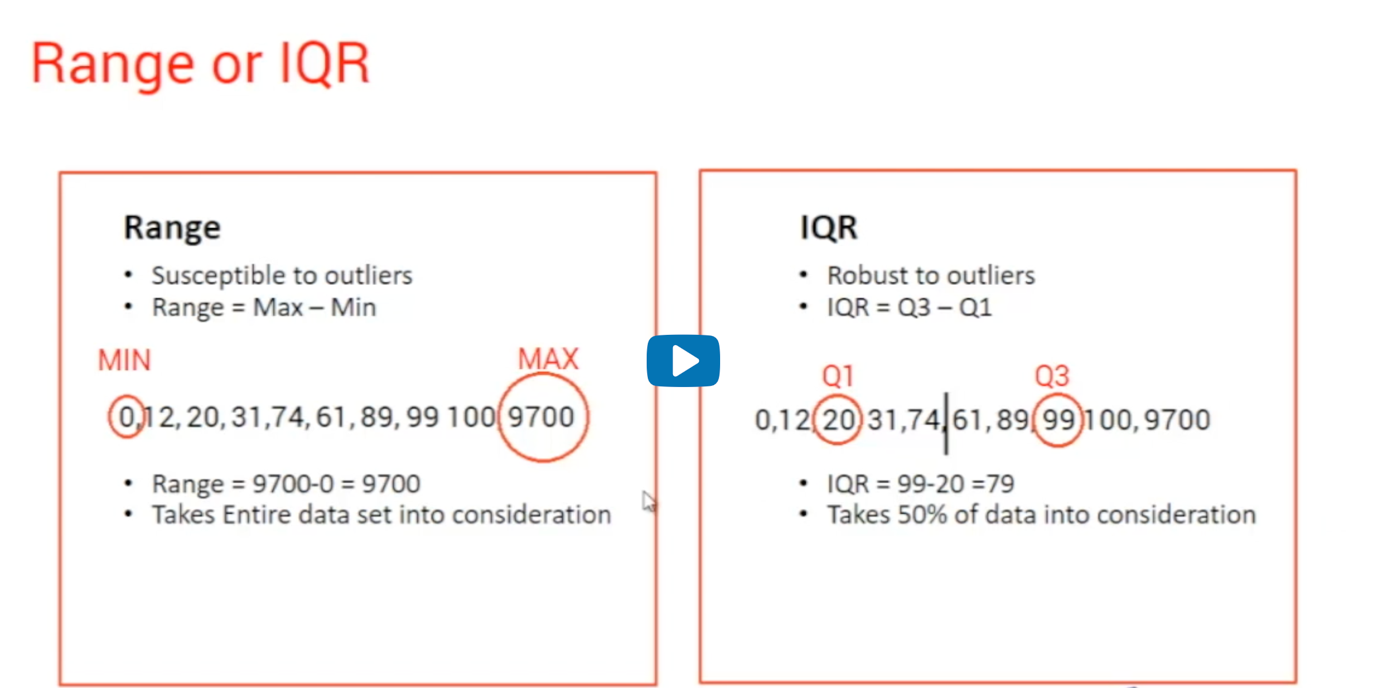 Range or IQR
Range
• Susceptible to outliers
• Range = Max – Min
MIN
MAX
0,12, 20, 31,74, 61, 89, 99 100 9700
• Range = 9700-0 = 9700
• Takes Entire data set into consideration
IQR
• Robust to outliers
• IQR = Q3 – Q1
Q1
Q3
0,12, 20, 31,74, 61, 89, 99 100, 9700
• IQR = 99-20 =79
• Takes 50% of data into consideration